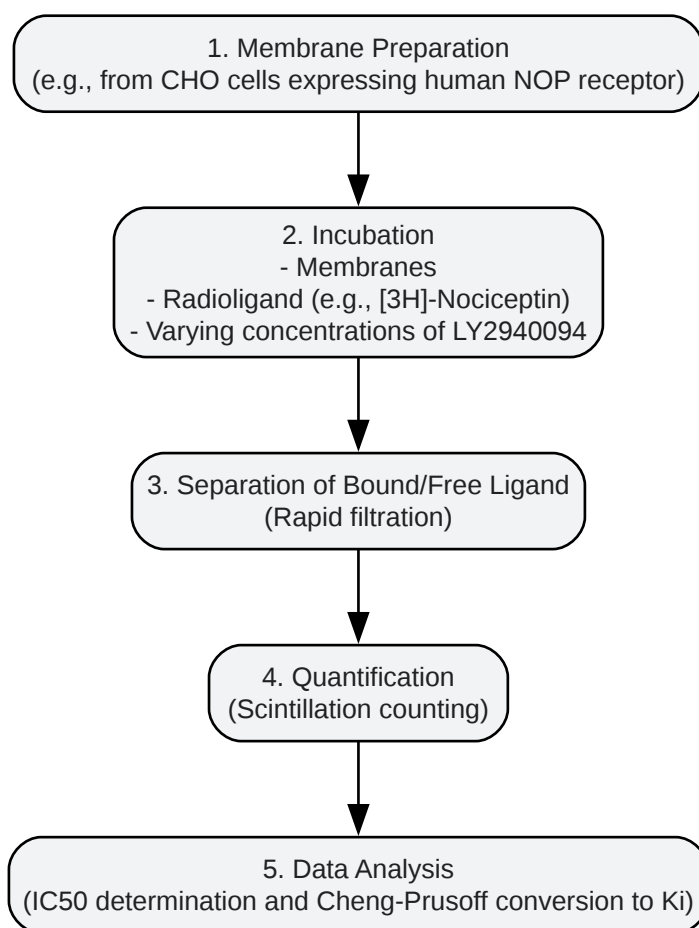 1. Membrane Preparation
(e.g., from CHO cells expressing human NOP receptor)
2. Incubation
- Membranes
- Radioligand (e.g., [3H]-Nociceptin)
- Varying concentrations of LY2940094
3. Separation of Bound/Free Ligand
(Rapid filtration)
4. Quantification
(Scintillation counting)
5. Data Analysis
(IC50 determination and Cheng-Prusoff conversion to Ki)